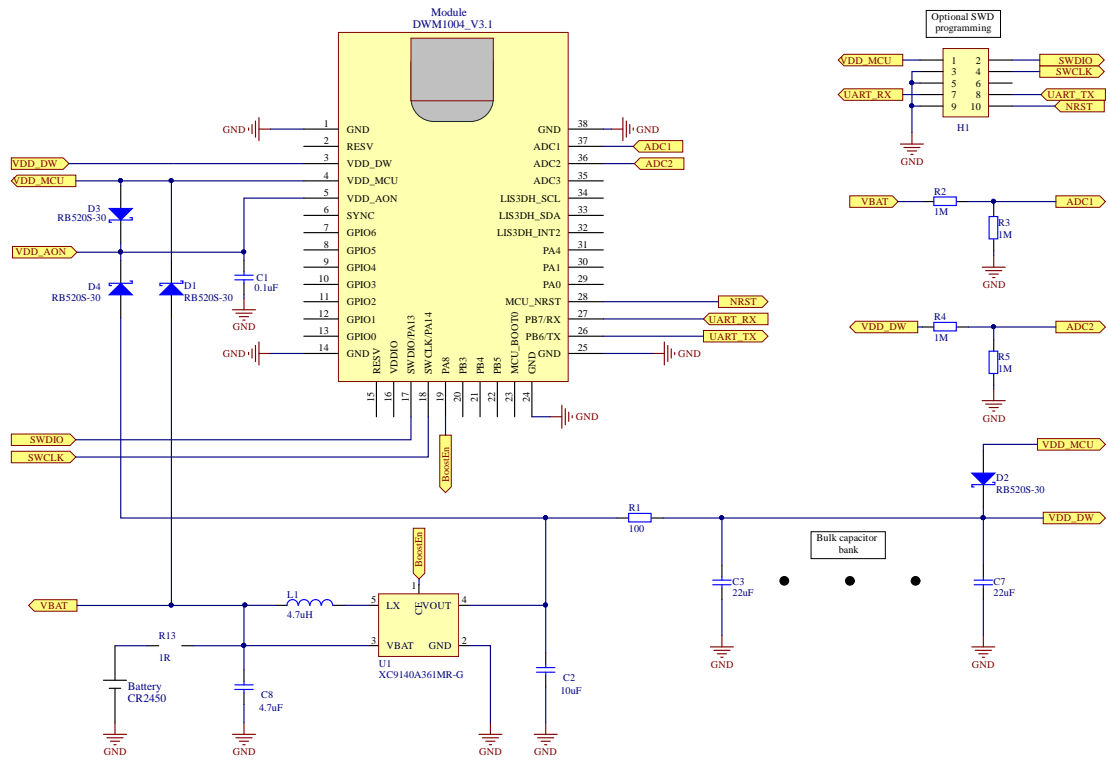 Module
DWM1004_V3.1
1 GND
2 RESV
3 VDD_DW
4 VDD_MCU
5 VDD_AON
6 SYNC
7 GPIO6
8 GPIO5
9 GPIO4
10 GPIO3
11 GPIO2
12 GPIO1
13 GPIO0
14 GND
GND 38
ADC1 37
ADC2 36
ADC3 35
LIS3DH_SCL 34
LIS3DH_SDA 33
LIS3DH_INT2 32
PA4 31
PA1 30
PA0 29
MCU_NRST 28
PB7/RX 27
PB6/TX 26
GND 25
RESV 15
VDDIO 16
SWDIO/PA13 17
SWCLK/PA14 18
PA8 19
PB3 20
PB4 21
PB5 22
MCU_BOOT0 23
GND 24
GND
GND
GND
GND
GND
ADC1
ADC2
NRST
UART_RX
UART_TX
VDD_DW
VDD_MCU
D3
RB520S-30
VDD_AON
D4
RB520S-30
D1
RB520S-30
C1
0.1uF
GND
SWDIO
SWCLK
BoostEn
Optional SWD
programming
VDD_MCU
1 2
SWDIO
3 4
SWCLK
5 6
UART_RX
7 8
UART_TX
9 10
NRST
H1
GND
VBAT
R2
1M
ADC1
R3
1M
GND
VDD_DW
R4
1M
ADC2
R5
1M
GND
VDD_MCU
D2
RB520S-30
VDD_DW
R1
100
Bulk capacitor
bank
C3
22uF
GND
C7
22uF
GND
BoostEn
VBAT
L1
4.7uH
1
CE
5 LX
VOUT 4
3 VBAT
GND 2
U1
XC9140A361MR-G
R13
1R
Battery
CR2450
GND
C8
4.7uF
GND
GND
C2
10uF
GND